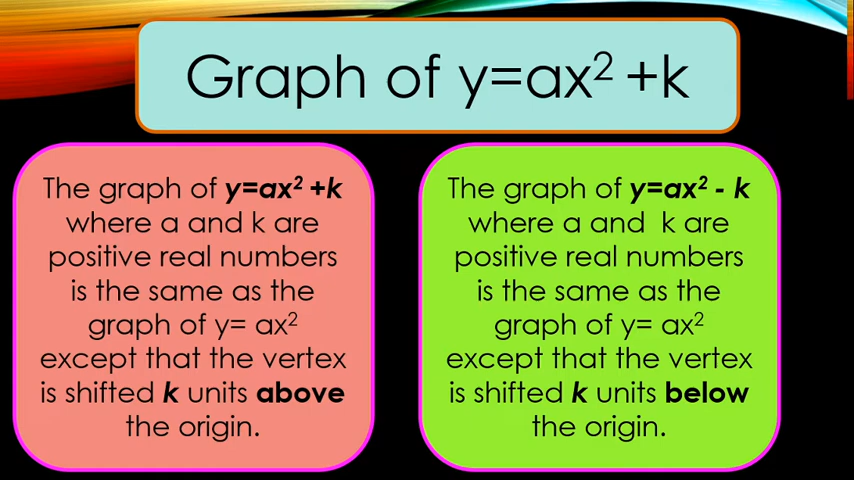 Graph of y=ax² +k
The graph of y=ax² +k
where a and k are
positive real numbers
is the same as the
graph of y= ax²
except that the vertex
is shifted k units above
the origin.
The graph of y=ax² - k
where a and k are
positive real numbers
is the same as the
graph of y= ax²
except that the vertex
is shifted k units below
the origin.